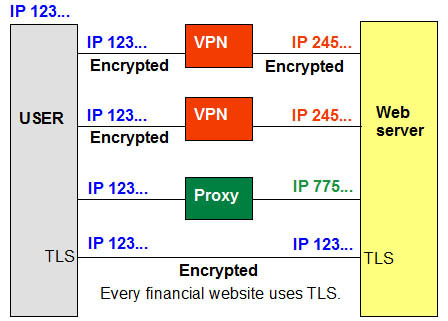 IP 123...
IP 123... VPN IP 245...
Encrypted Encrypted
USER
IP 123... VPN IP 245...
Encrypted
Web
server
IP 123... Proxy IP 775...
IP 123... IP 123...
TLS TLS
Encrypted
Every financial website uses TLS.